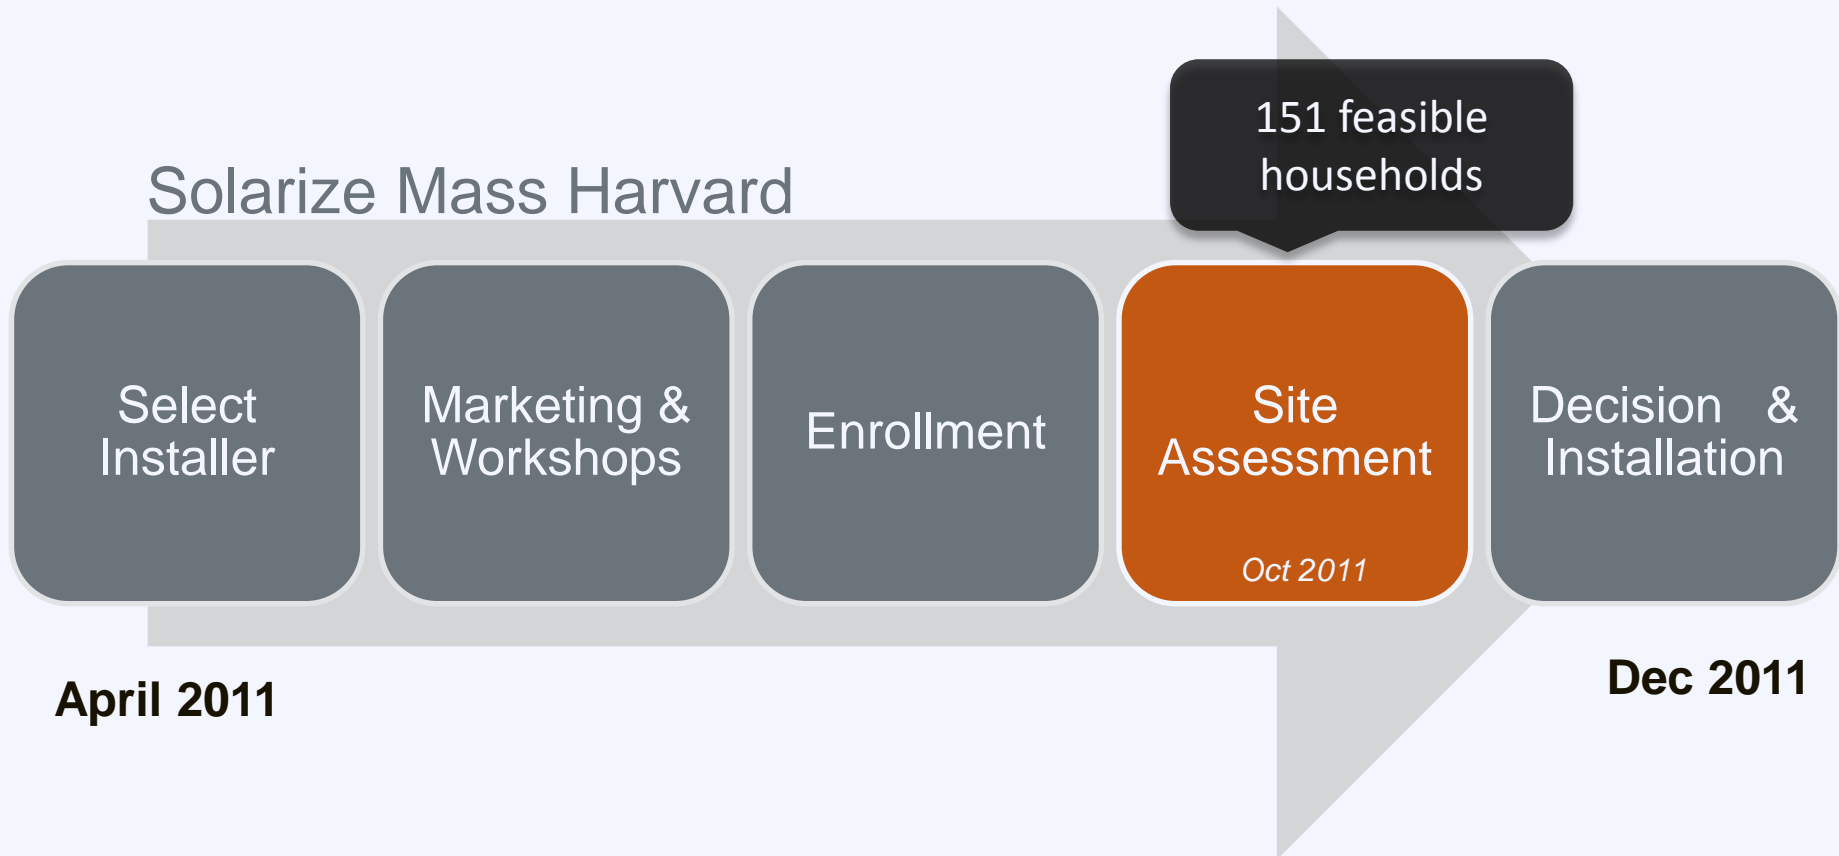 151 feasible
households
Solarize Mass Harvard
Select
Installer
Marketing &
Workshops
Enrollment
Site
Assessment
Oct 2011
Decision &
Installation
April 2011
Dec 2011